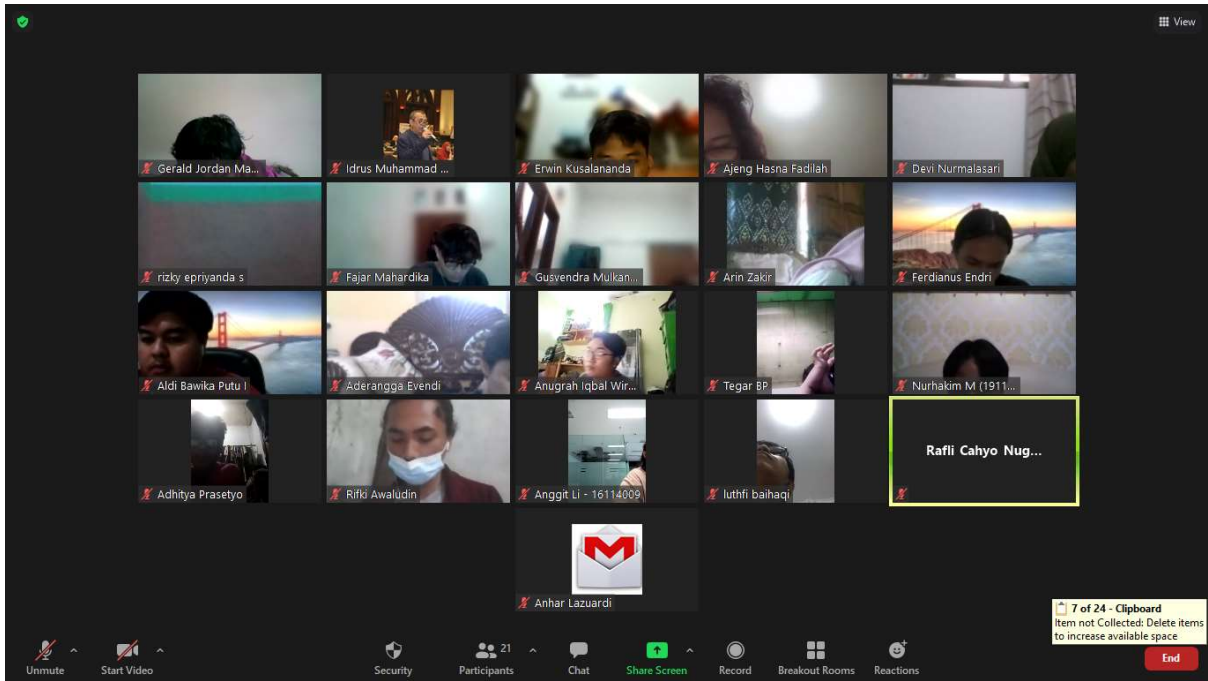 View
Gerald Jordan Ma...
Idrus Muhammad ...
Erwin Kusalananda
Ajeng Hasna Fadilah
Devi Nurmalasari
rizky epriyanda s
Fajar Mahardika
Gusvendra Mulkan...
Arin Zakir
Ferdianus Endri
Aldi Bawika Putu I
Aderangga Evendi
Anugrah Iqbal Wir...
Tegar BP
Nurhakim M (1911...
Adhitya Prasetyo
Rifki Awaludin
Anggit Li - 16114009
luthfi baihaqi
Rafli Cahyo Nug...
Anhar Lazuardi
7 of 24 - Clipboard
Item not Collected: Delete items
to increase available space
Unmute
Start Video
Security
21
Participants
Chat
Share Screen
Record
Breakout Rooms
Reactions
End